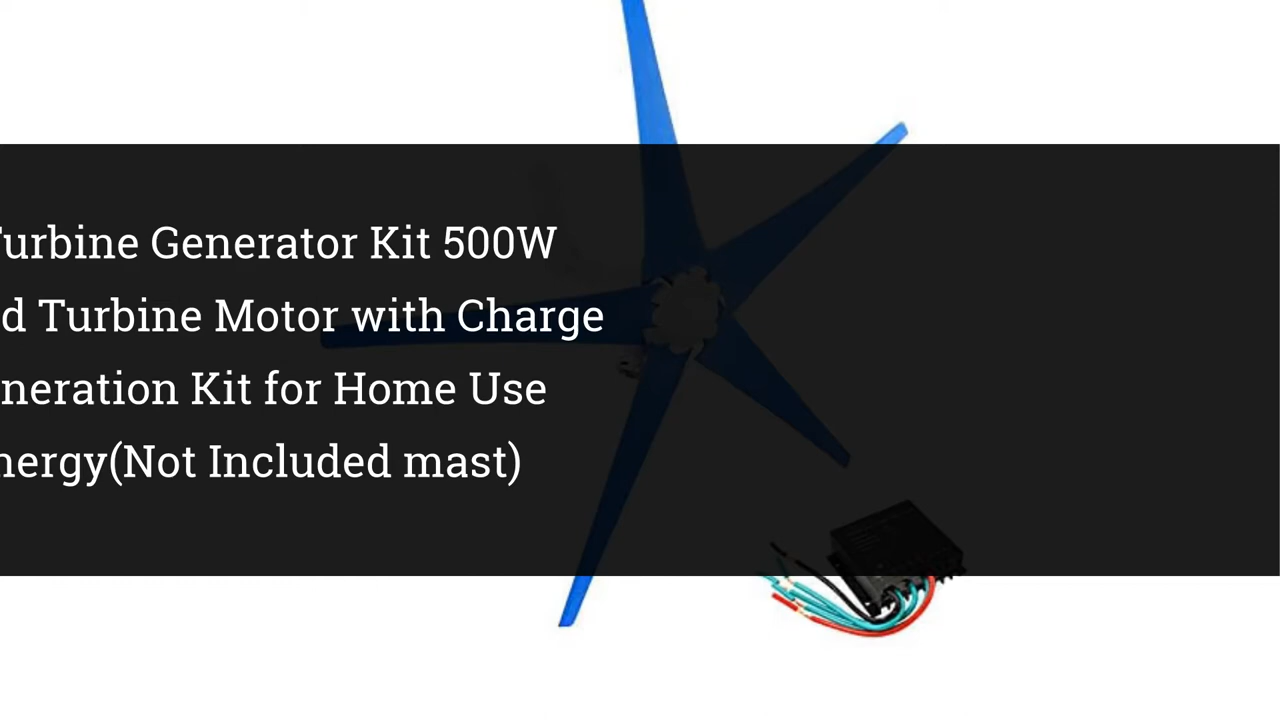 Turbine Generator Kit 500W
d Turbine Motor with Charge
neration Kit for Home Use
nergy(Not Included mast)